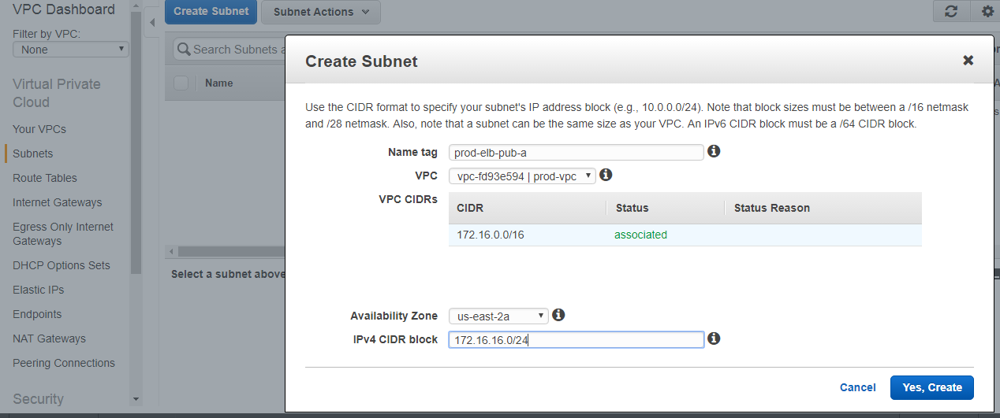 VPC Dashboard
Filter by VPC:
None
Virtual Private
Cloud
Your VPCs
Subnets
Route Tables
Internet Gateways
Egress Only Internet
Gateways
DHCP Options Sets
Elastic IPs
Endpoints
NAT Gateways
Peering Connections
Security
Create Subnet
Subnet Actions
Search Subnets a
Name
Select a subnet above
Create Subnet
Use the CIDR format to specify your subnet's IP address block (e.g., 10.0.0.0/24). Note that block sizes must be between a /16 netmask
and /28 netmask. Also, note that a subnet can be the same size as your VPC. An IPv6 CIDR block must be a /64 CIDR block.
Name tag prod-elb-pub-a
VPC vpc-fd93e594 | prod-vpc
VPC CIDRs
CIDR Status Status Reason
172.16.0.0/16 associated
Availability Zone us-east-2a
IPv4 CIDR block 172.16.16.0/24
Cancel Yes, Create